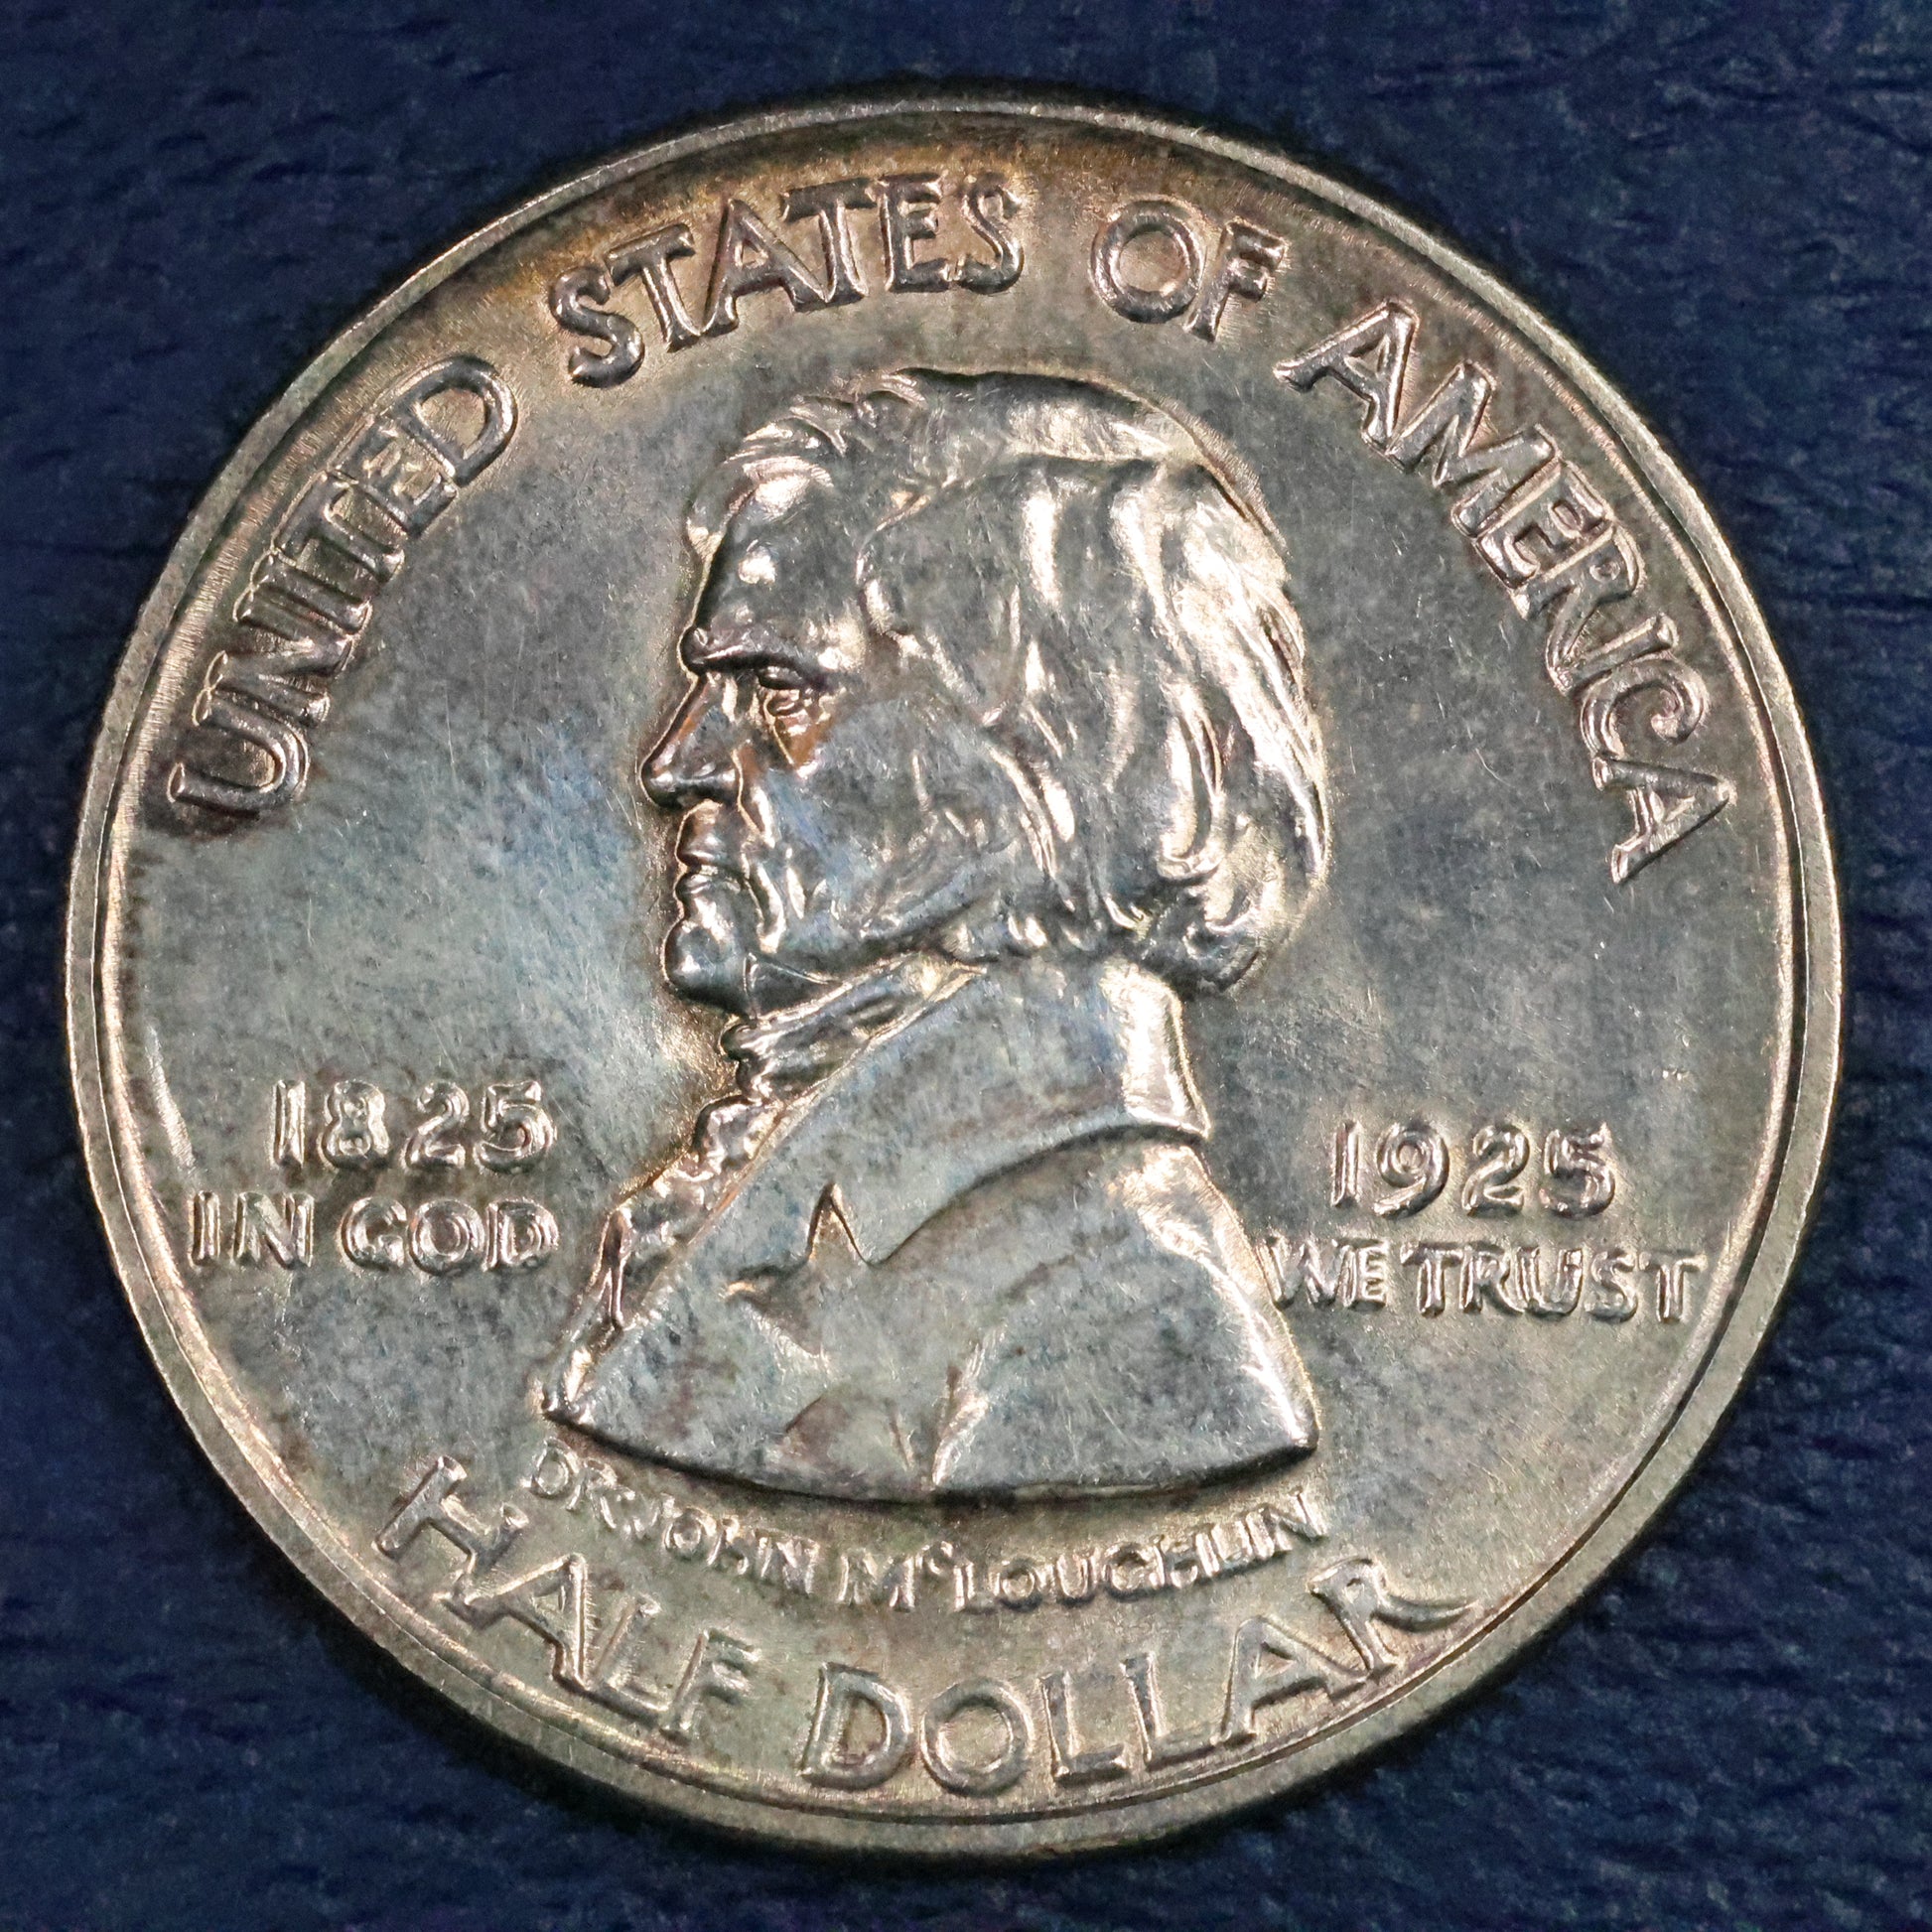 UNITED STATES OF AMERICA
1825
IN GOD
1925
WE TRUST
DR. JOHN McLOUGHLIN
HALF DOLLAR